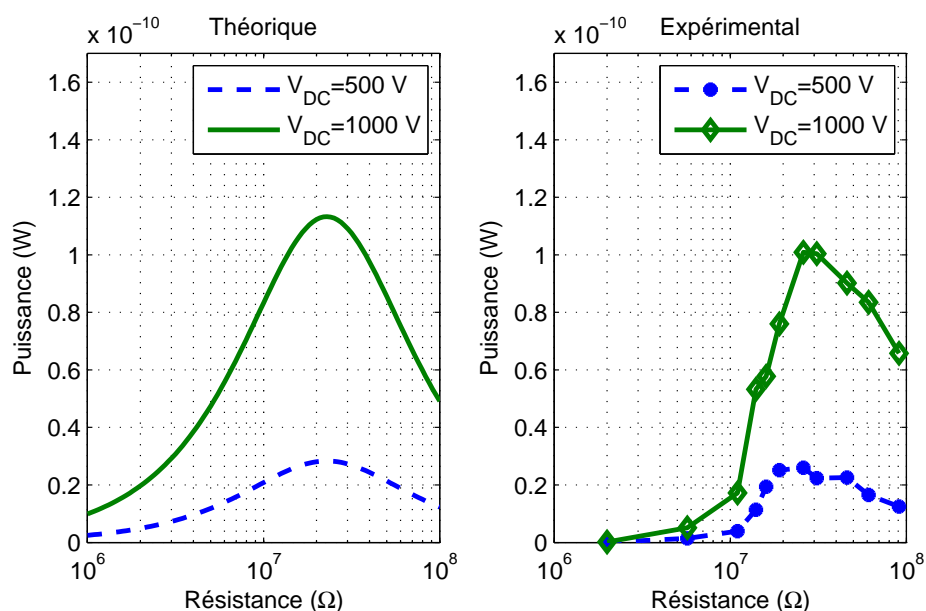 Théorique
x 10^-10
1.6
1.4
1.2
1
0.8
0.6
0.4
0.2
0
Puissance (W)
V_DC=500 V
V_DC=1000 V
10^6
10^7
10^8
Résistance (Ω)
Expérimental
x 10^-10
1.6
1.4
1.2
1
0.8
0.6
0.4
0.2
0
Puissance (W)
V_DC=500 V
V_DC=1000 V
10^6
10^7
10^8
Résistance (Ω)